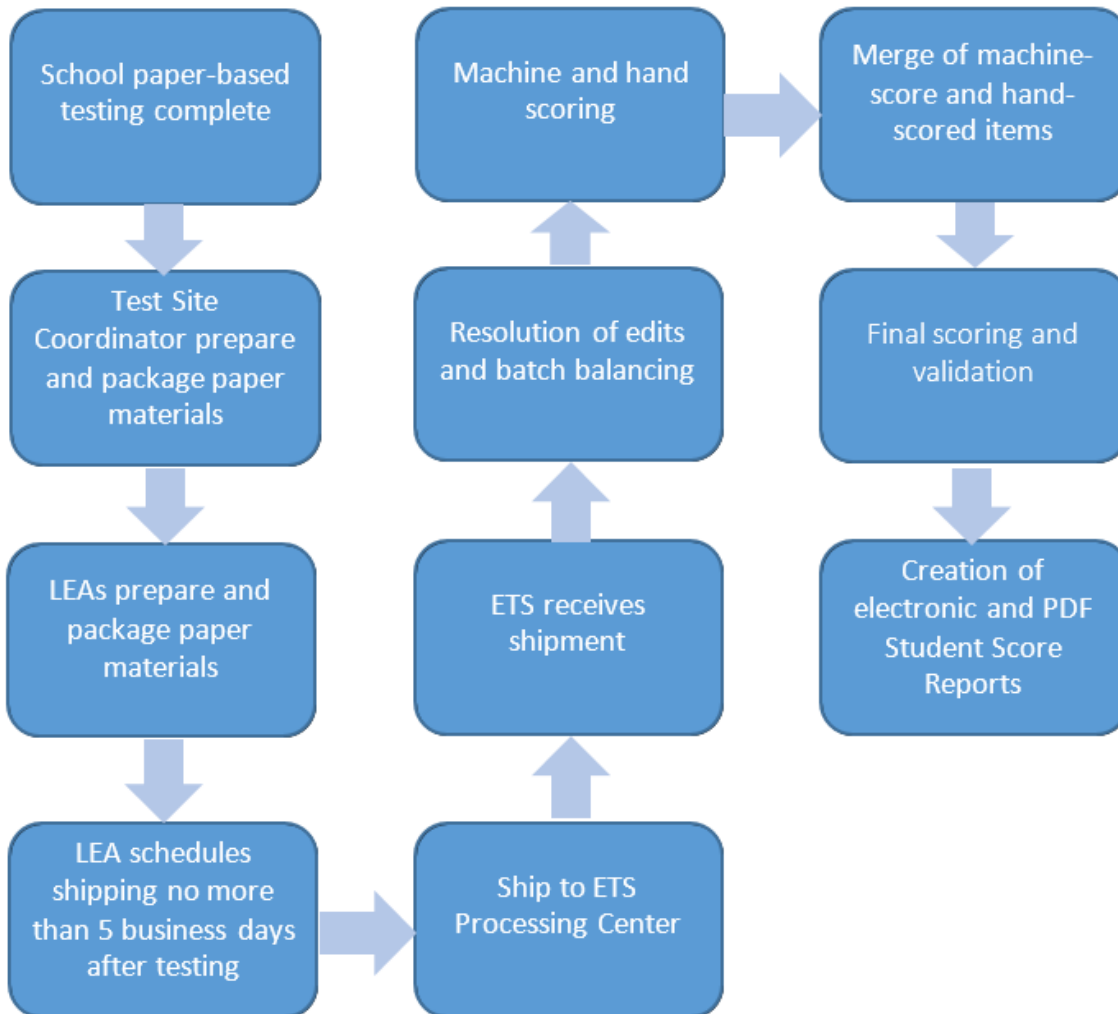 School paper-based
testing complete
Test Site
Coordinator prepare
and package paper
materials
LEAs prepare and
package paper
materials
LEA schedules
shipping no more
than 5 business days
after testing
Ship to ETS
Processing Center
ETS receives
shipment
Resolution of edits
and batch balancing
Machine and hand
scoring
Merge of machine-
score and hand-
scored items
Final scoring and
validation
Creation of
electronic and PDF
Student Score
Reports